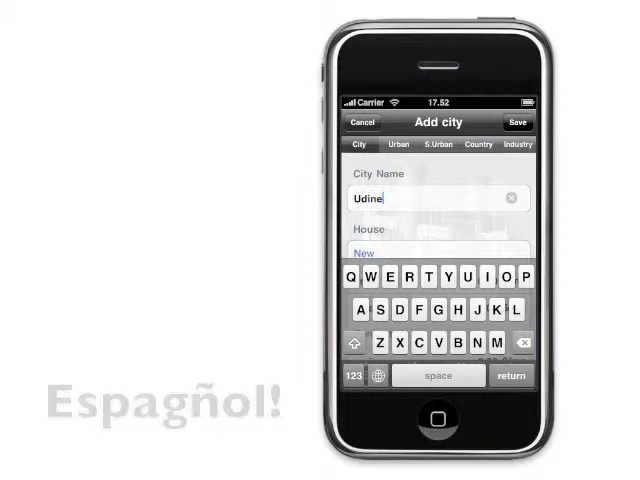 Carrier 17.52
Cancel Add city Save
City Urban S.Urban Country Industry
City Name
Udine
House
New
Q W E R T Y U I O P
A S D F G H J K L
Z X C V B N M
123 space return
Espagñol!